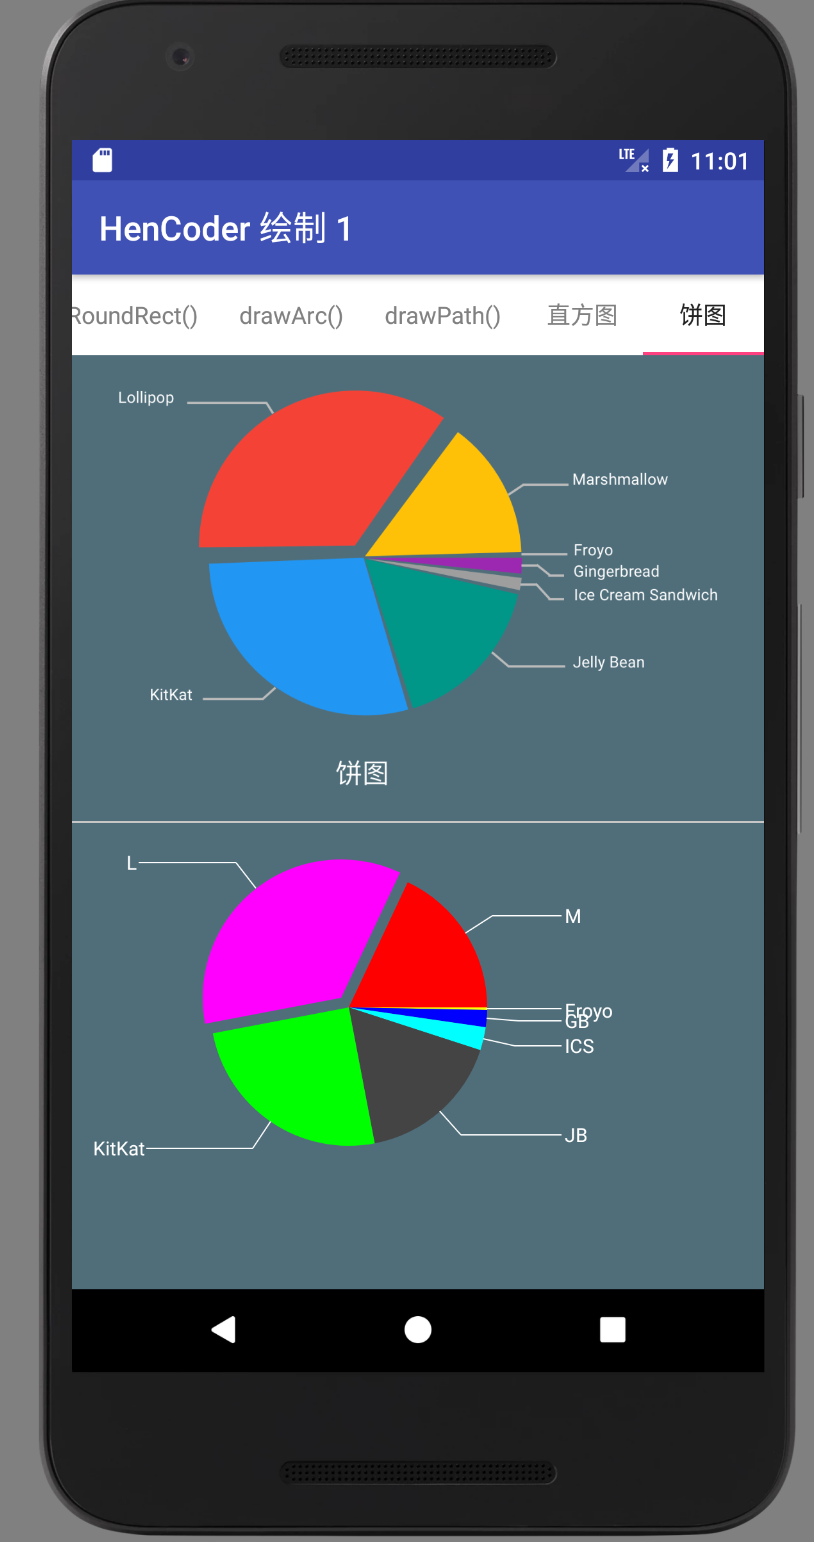 LTE 11:01
HenCoder 绘制 1
RoundRect() drawArc() drawPath() 直方图 饼图
Lollipop
Marshmallow
Froyo
Gingerbread
Ice Cream Sandwich
Jelly Bean
KitKat
饼图
L
M
Froyo
GB
ICS
JB
KitKat